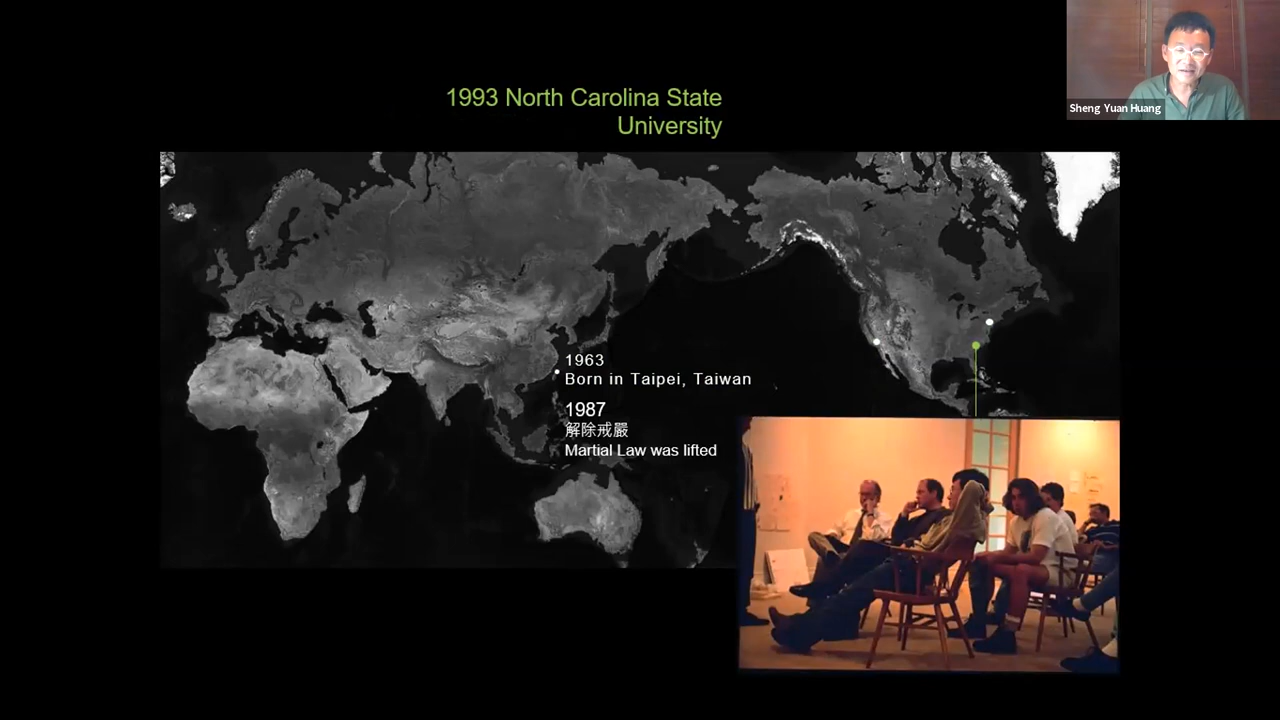 1993 North Carolina State
University
Sheng Yuan Huang
1963
Born in Taipei, Taiwan
1987
解除戒嚴
Martial Law was lifted